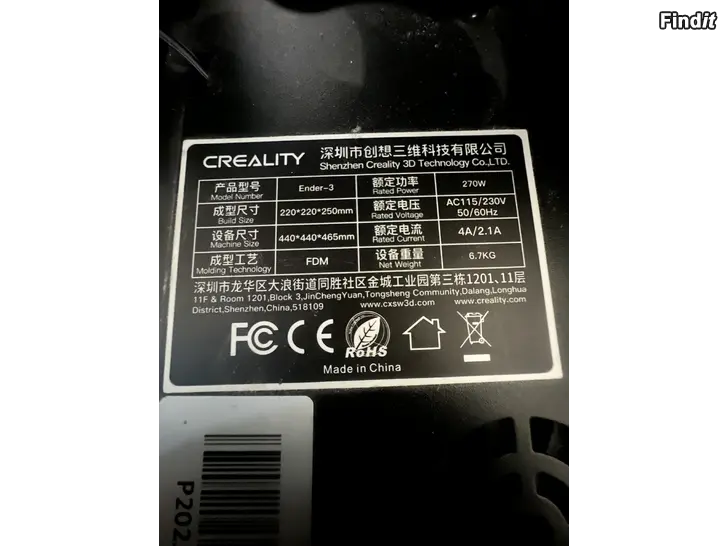 Findit
CREALITY 深圳市创想三维科技有限公司
Shenzhen Creality 3D Technology Co.,LTD.
产品型号 Model Number Ender-3 额定功率 Rated Power 270W
成型尺寸 Build Size 220*220*250mm 额定电压 Rated Voltage AC115/230V 50/60Hz
设备尺寸 Machine Size 440*440*465mm 额定电流 Rated Current 4A/2.1A
成型工艺 Molding Technology FDM 设备重量 Net Weight 6.7KG
深圳市龙华区大浪街道同胜社区金城工业园第三栋1201、11层
11F & Room 1201,Block 3,JinChengYuan,Tongsheng Community,Dalang,Longhua
District,Shenzhen,China,518109 www.cxsw3d.com www.creality.com
FC CE RoHS
Made in China
P202